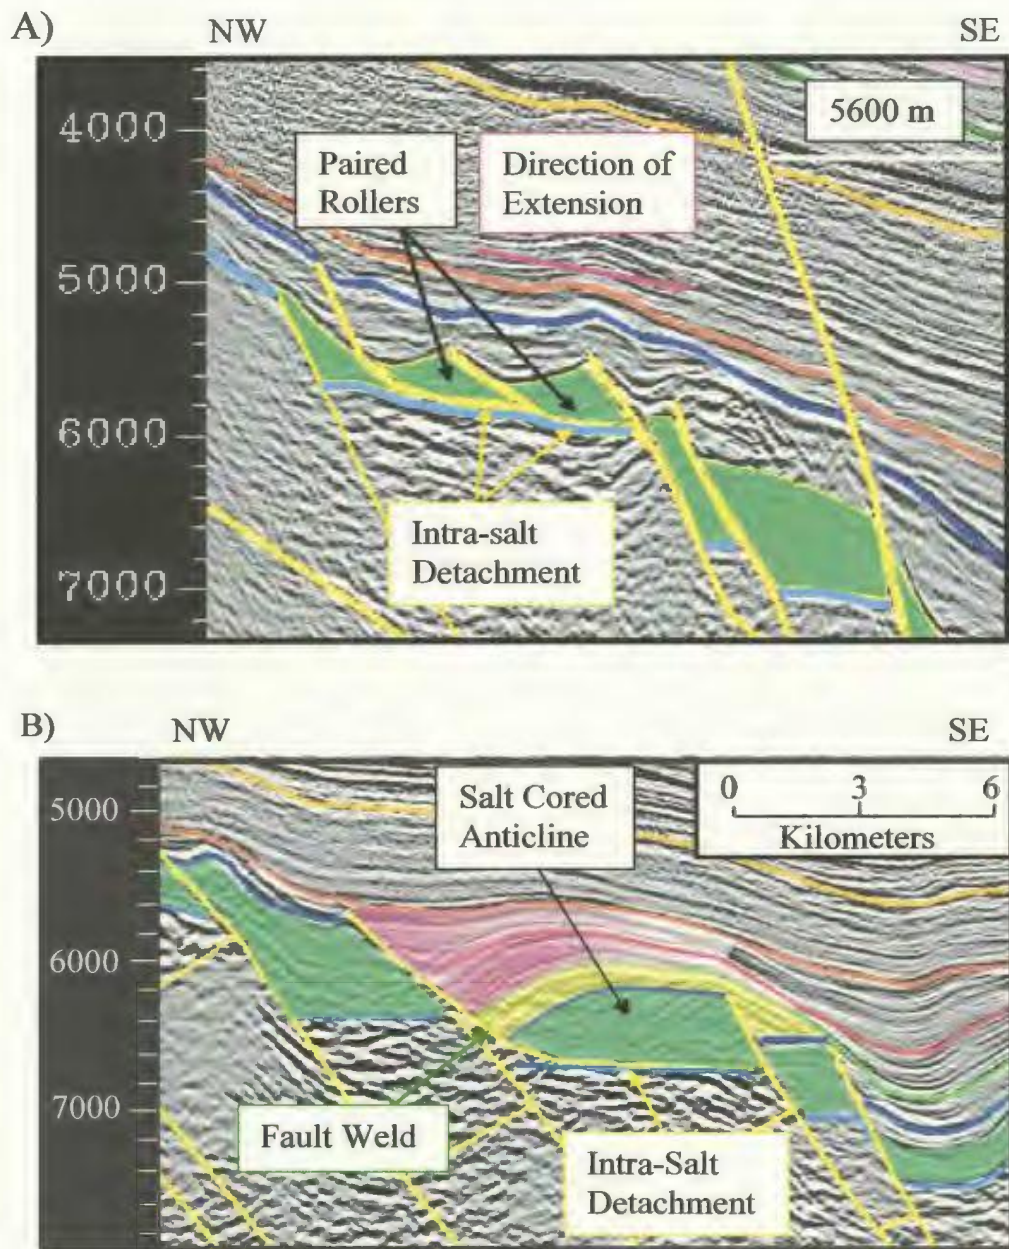 A)
NW
SE
4000
5600 m
Paired
Rollers
Direction of
Extension
5000
6000
Intra-salt
Detachment
7000
B)
NW
SE
5000
Salt Cored
Anticline
0 3 6
Kilometers
6000
7000
Fault Weld
Intra-Salt
Detachment